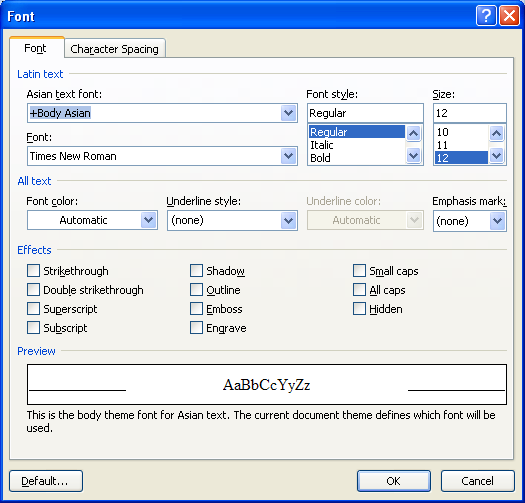 Font
?
Font
Character Spacing
Latin text
Asian text font:
+Body Asian
Font:
Times New Roman
Font style:
Regular
Regular
Italic
Bold
Size:
12
10
11
12
All text
Font color:
Automatic
Underline style:
(none)
Underline color:
Automatic
Emphasis mark:
(none)
Effects
Strikethrough
Double strikethrough
Superscript
Subscript
Shadow
Outline
Emboss
Engrave
Small caps
All caps
Hidden
Preview
AaBbCcYyZz
This is the body theme font for Asian text. The current document theme defines which font will be
used.
Default...
OK
Cancel